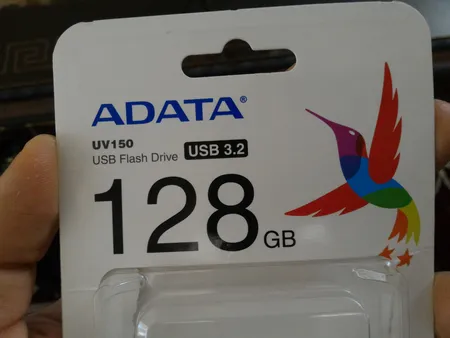 ADATA®
UV150
USB Flash Drive USB 3.2
128 GB